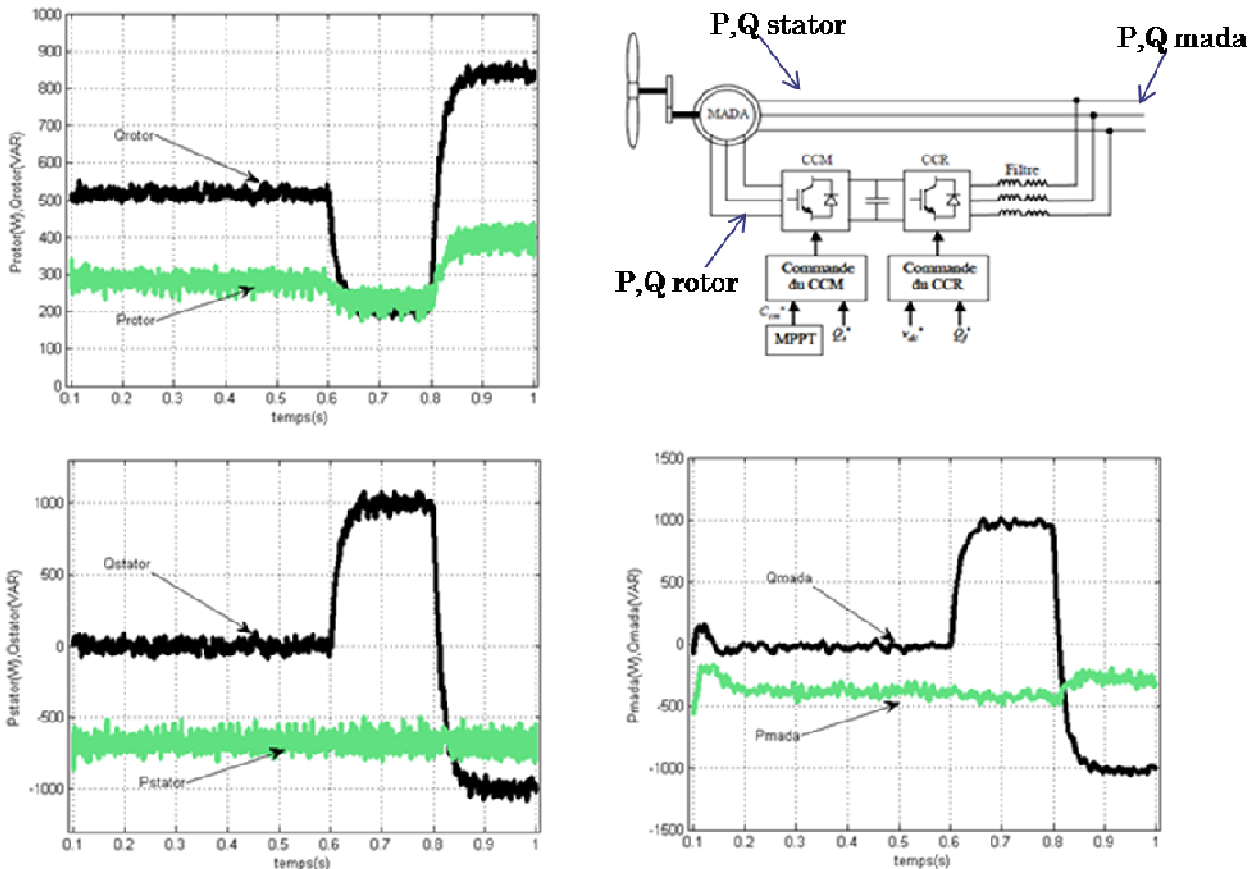 1000
900
800
700
600
500
400
300
200
100
0
Protor(W),Qrotor(VAR)
Qrotor
Protor
0.1 0.2 0.3 0.4 0.5 0.6 0.7 0.8 0.9 1
temps(s)
P,Q stator
P,Q mada
MADA
CCM
CCR
Filtre
P,Q rotor
Commande
du CCM
Commande
du CCR
MPPT
Qs*
vdc*
Qf*
1000
500
0
-500
-1000
Pstator(W),Qstator(VAR)
Qstator
Pstator
0.1 0.2 0.3 0.4 0.5 0.6 0.7 0.8 0.9 1
temps(s)
1500
1000
500
0
-500
-1000
-1500
Pmada(W),Qmada(VAR)
Qmada
Pmada
0.1 0.2 0.3 0.4 0.5 0.6 0.7 0.8 0.9 1
temps(s)